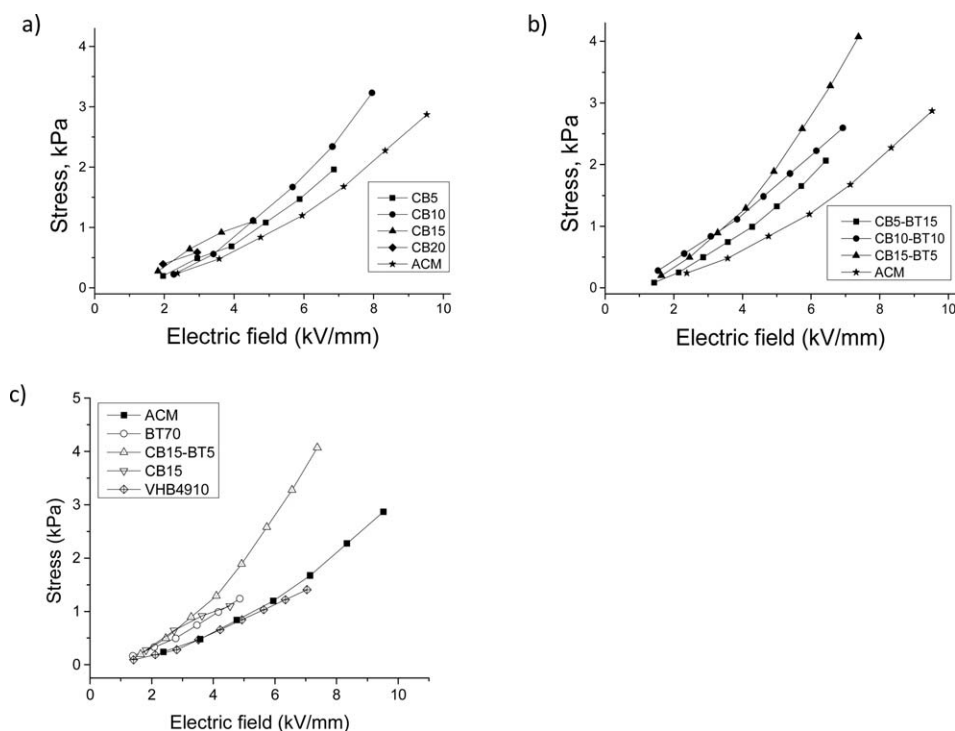 a)
4
3
2
1
0
Stress, kPa
CB5
CB10
CB15
CB20
ACM
0 2 4 6 8 10
Electric field (kV/mm)
b)
4
3
2
1
0
Stress, kPa
CB5-BT15
CB10-BT10
CB15-BT5
ACM
0 2 4 6 8 10
Electric field (kV/mm)
c)
5
4
3
2
1
0
Stress (kPa)
ACM
BT70
CB15-BT5
CB15
VHB4910
0 2 4 6 8 10
Electric field (kV/mm)